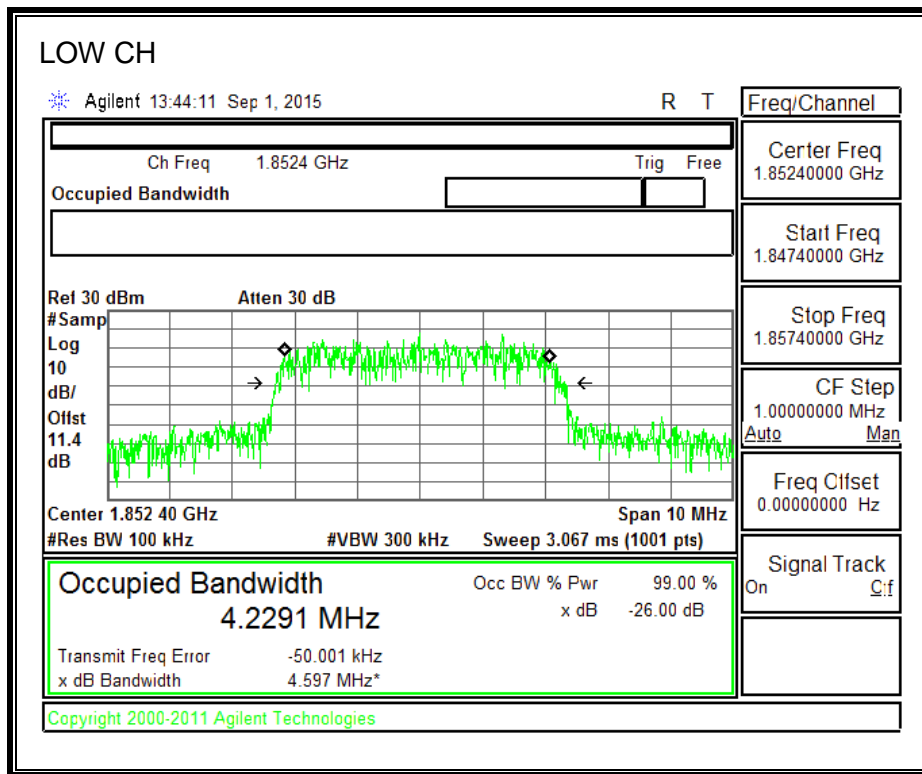 LOW CH
Agilent 13:44:11 Sep 1, 2015 R T
Freq/Channel
Ch Freq 1.8524 GHz Trig Free
Occupied Bandwidth
Center Freq
1.85240000 GHz
Start Freq
1.84740000 GHz
Stop Freq
1.85740000 GHz
CF Step
1.00000000 MHz
Auto Man
Freq Offset
0.00000000 Hz
Signal Track
On Off
Ref 30 dBm Atten 30 dB
#Samp
Log
10
dB/
Offst
11.4
dB
Center 1.852 40 GHz Span 10 MHz
#Res BW 100 kHz #VBW 300 kHz Sweep 3.067 ms (1001 pts)
Occupied Bandwidth
4.2291 MHz
Occ BW % Pwr 99.00 %
x dB -26.00 dB
Transmit Freq Error -50.001 kHz
x dB Bandwidth 4.597 MHz*
Copyright 2000-2011 Agilent Technologies